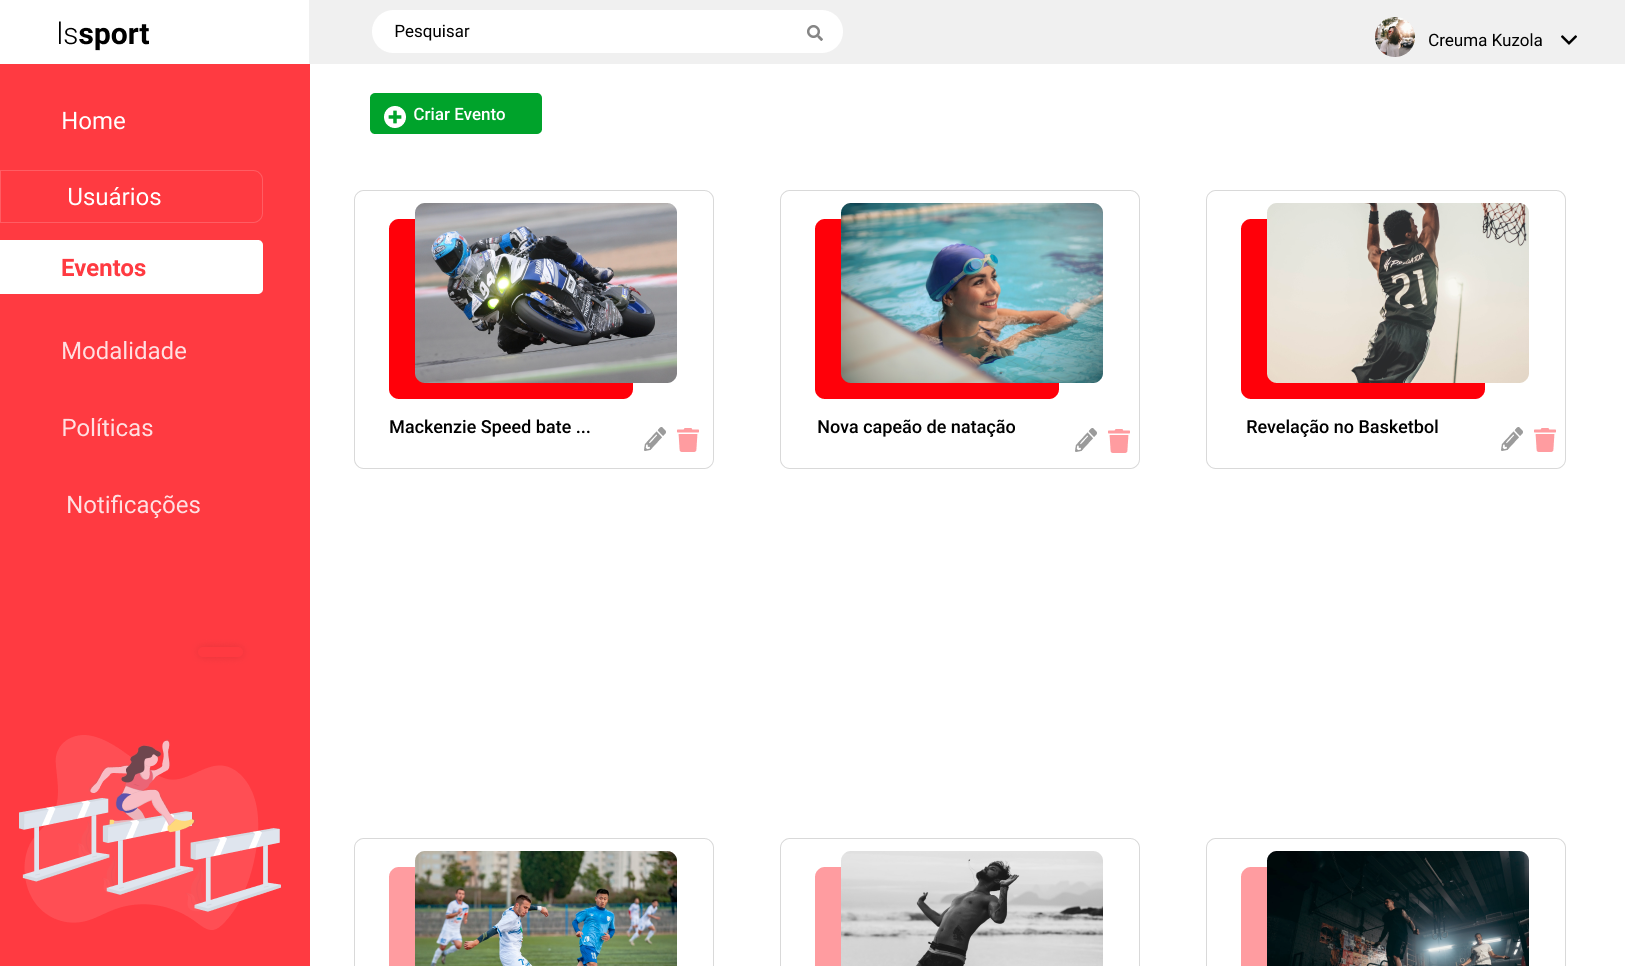 lssport
Pesquisar
Creuma Kuzola
Home
Usuários
Eventos
Modalidade
Políticas
Notificações
Criar Evento
Mackenzie Speed bate ...
Nova capeão de natação
Revelação no Basketbol
21